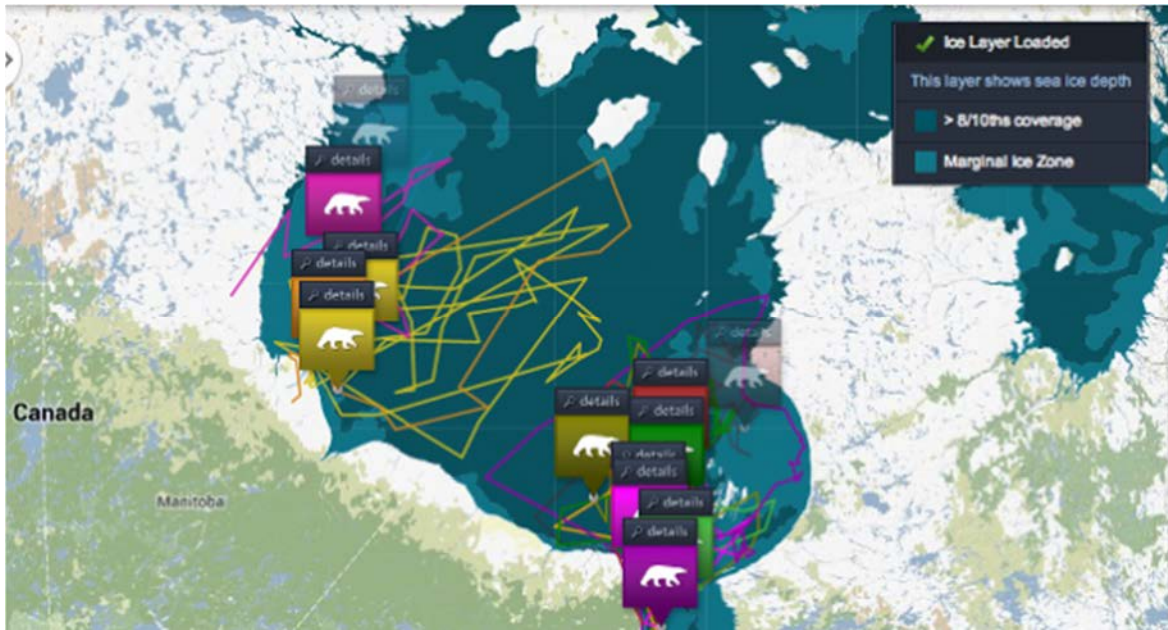 Ice Layer Loaded
This layer shows sea ice depth
> 8/10ths coverage
Marginal Ice Zone
details
details
details
details
details
details
details
details
details
details
details
details
details
Canada
Manitoba